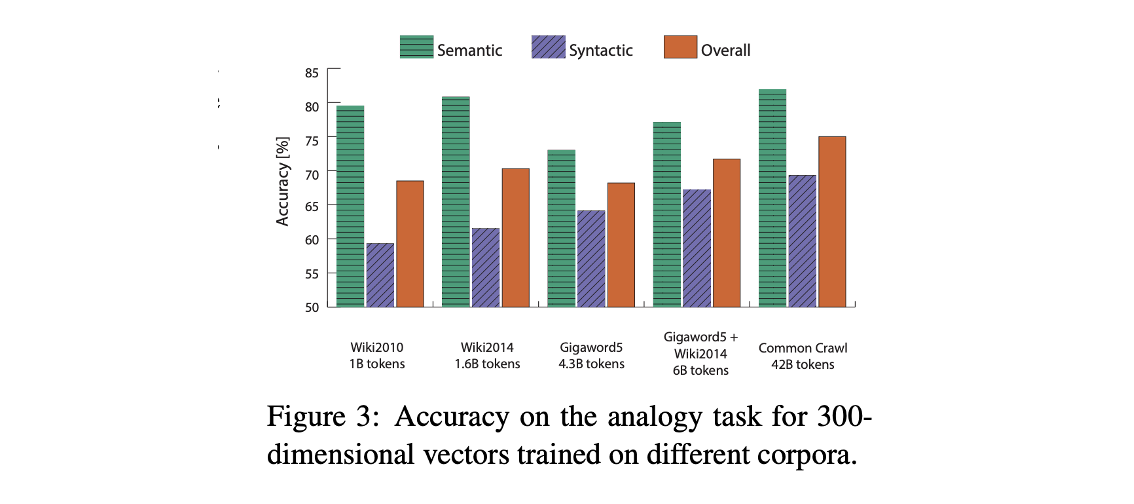 Semantic Syntactic Overall
85
80
75
70
65
60
55
50
Accuracy [%]
Wiki2010
1B tokens
Wiki2014
1.6B tokens
Gigaword5
4.3B tokens
Gigaword5 +
Wiki2014
6B tokens
Common Crawl
42B tokens
Figure 3: Accuracy on the analogy task for 300-
dimensional vectors trained on different corpora.